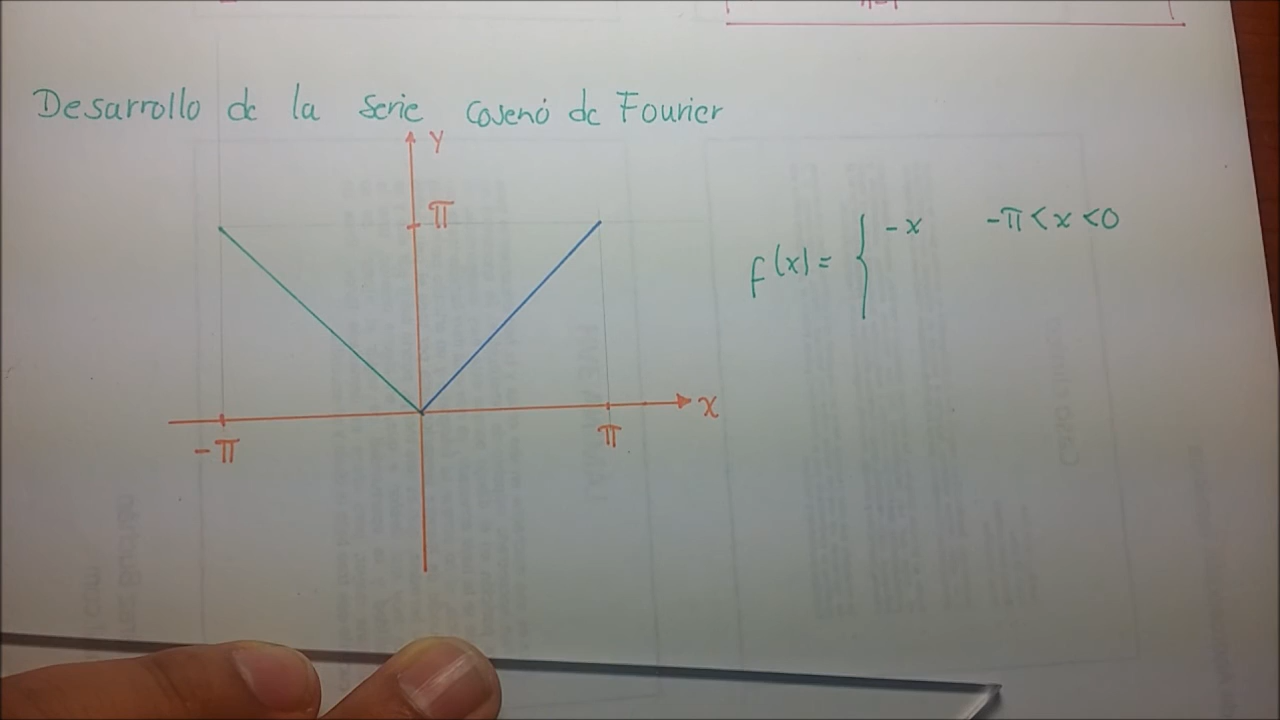 Desarrollo de la serie coseno de Fourier
y
π
f(x) = { -x    -π < x < 0
x
-π
π